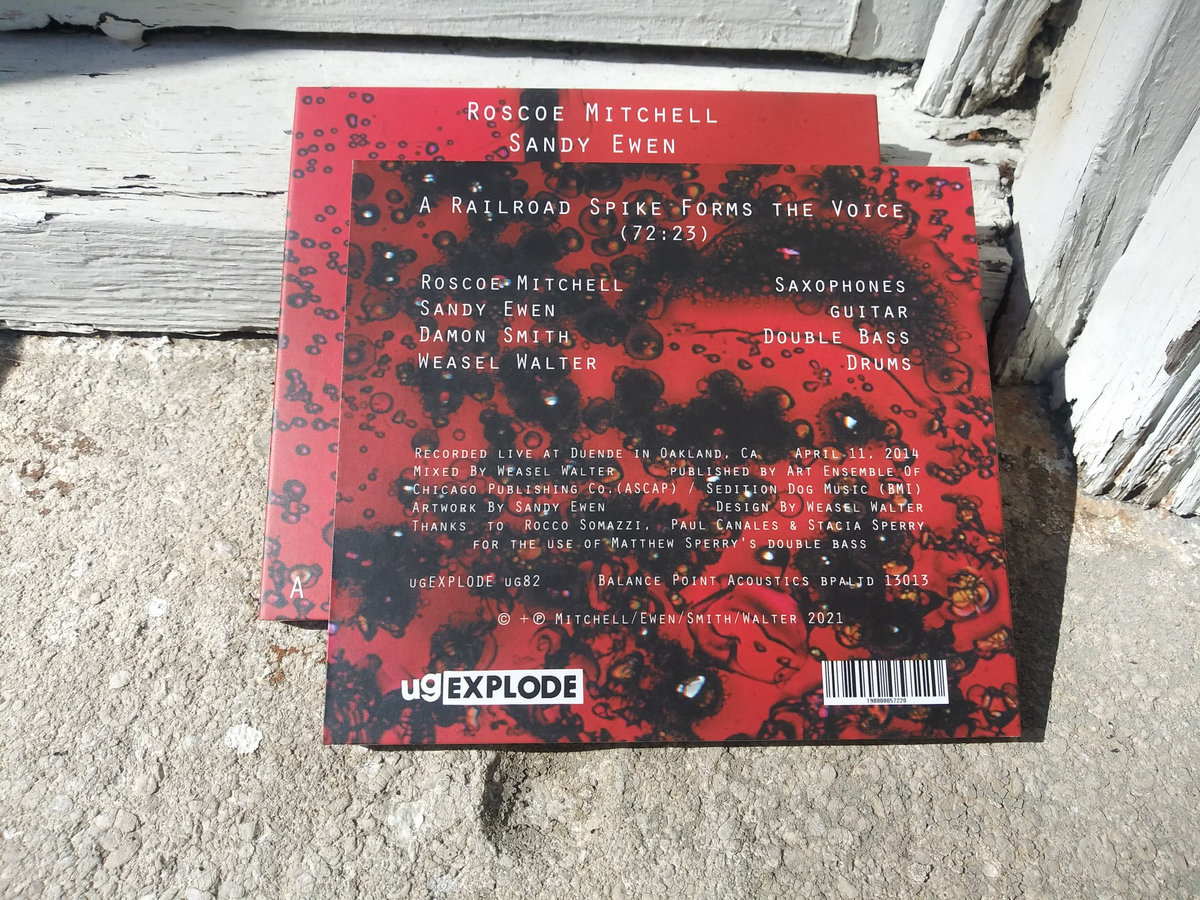 Roscoe Mitchell
Sandy Ewen
A Railroad Spike Forms the Voice
(72:23)
Roscoe Mitchell Saxophones
Sandy Ewen guitar
Damon Smith Double Bass
Weasel Walter Drums
Recorded live at Duende in Oakland, Ca April 11, 2014
Mixed By Weasel Walter published by Art Ensemble Of
Chicago Publishing Co.(ASCAP) / Sedition Dog Music (BMI)
Artwork By Sandy Ewen Design By Weasel Walter
Thanks to Rocco Somazzi, Paul Canales & Stacia Sperry
for the use of Matthew Sperry's double bass
A
ugEXPLODE ug82 Balance Point Acoustics bpaltd 13013
© + ℗ Mitchell/Ewen/Smith/Walter 2021
ugEXPLODE
198000057220